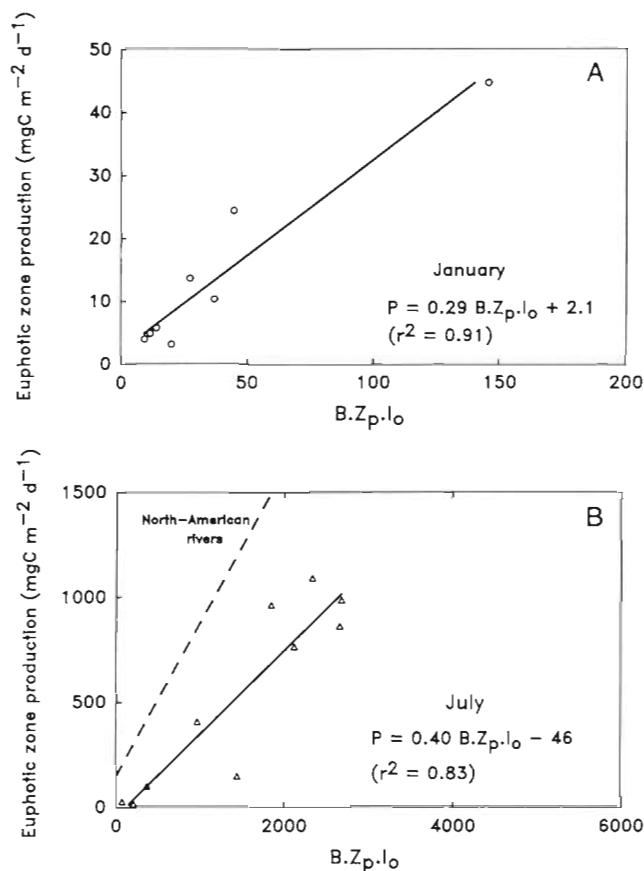 A
Euphotic zone production (mgC m⁻² d⁻¹)
50
40
30
20
10
0
January
P = 0.29 B.Zₚ.Iₒ + 2.1
(r² = 0.91)
0 50 100 150 200
B.Zₚ.Iₒ
B
Euphotic zone production (mgC m⁻² d⁻¹)
1500
1000
500
0
North-American
rivers
July
P = 0.40 B.Zₚ.Iₒ − 46
(r² = 0.83)
0 2000 4000 6000
B.Zₚ.Iₒ